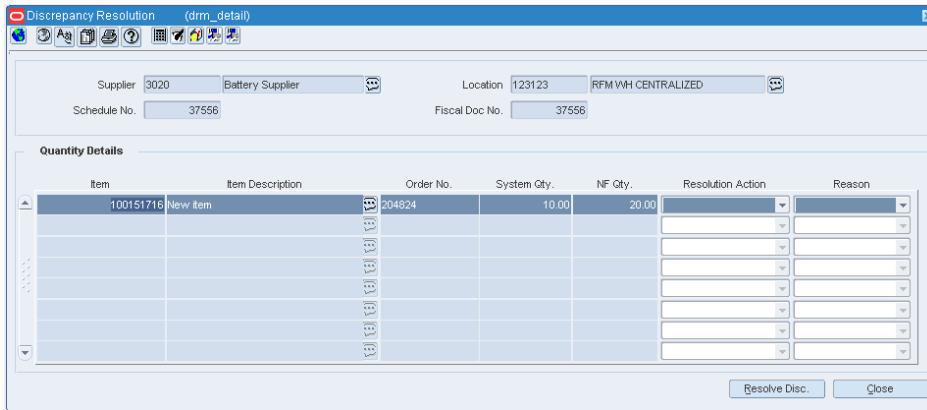 Discrepancy Resolution (drm_detail)
Supplier 3020 Battery Supplier Location 123123 RFM WH CENTRALIZED
Schedule No. 37556 Fiscal Doc No. 37556
Quantity Details
Item Item Description Order No. System Qty. NF Qty. Resolution Action Reason
100151716 New item 204824 10.00 20.00
Resolve Disc. Close